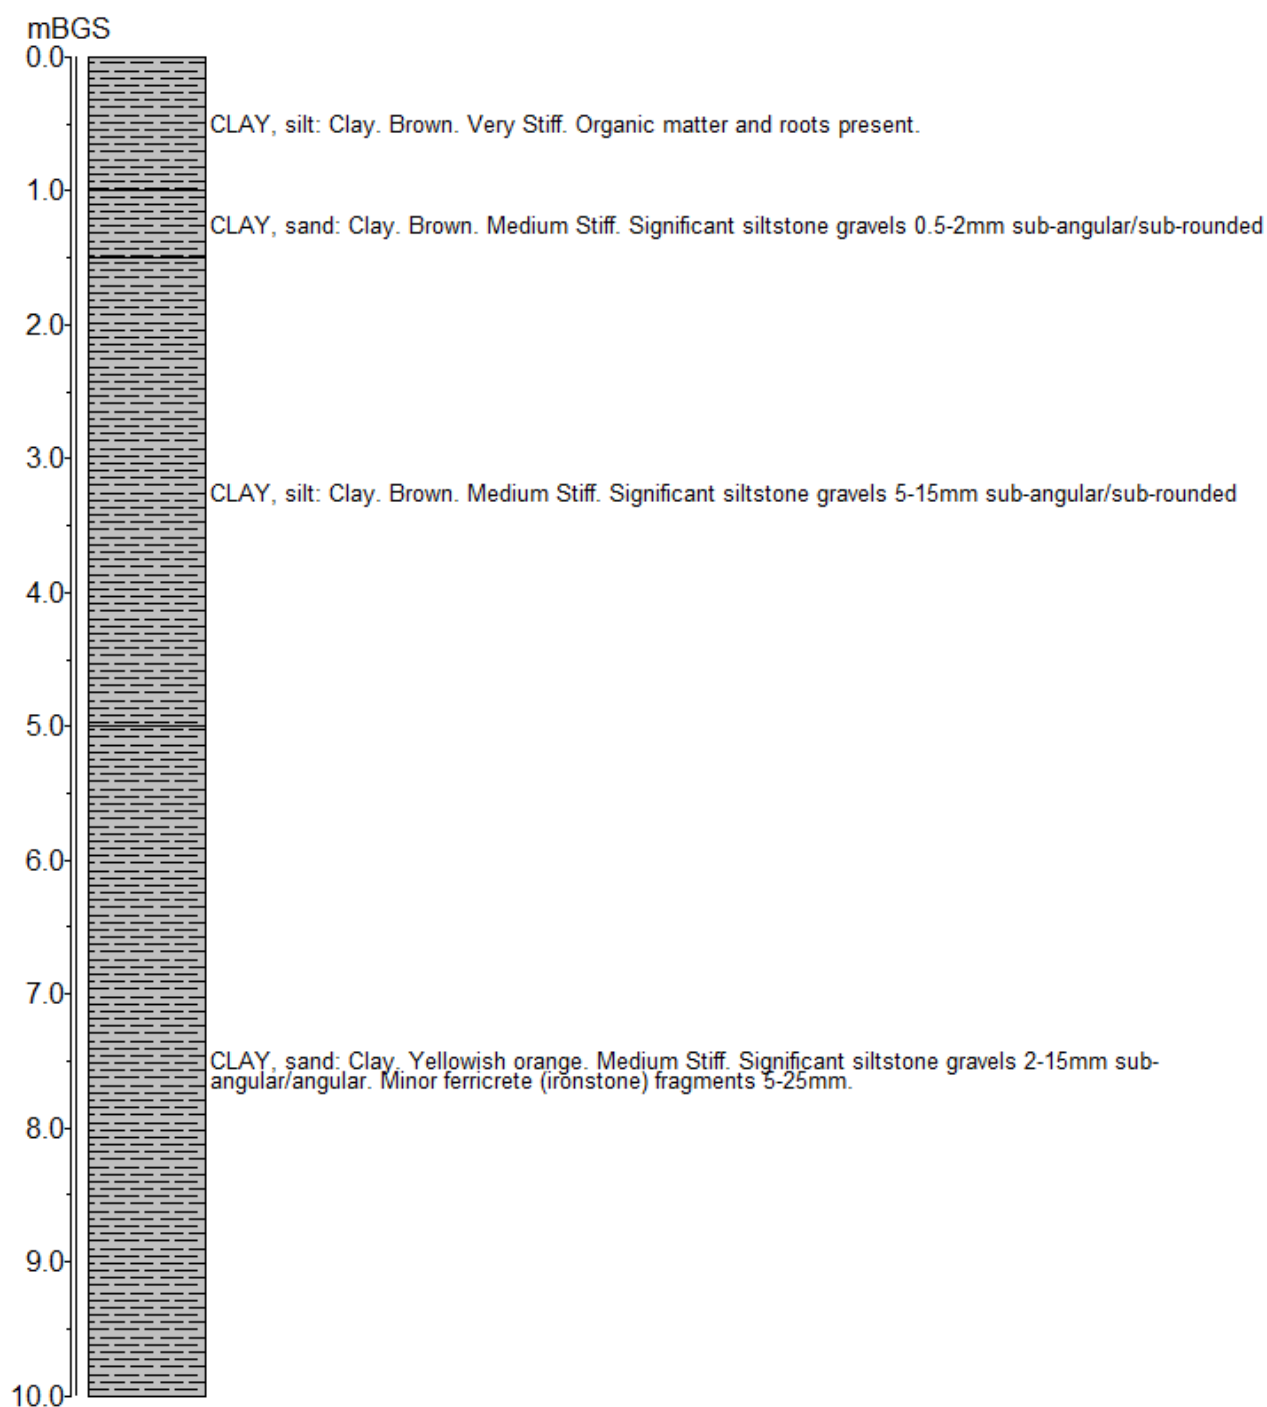 mBGS
0.0
CLAY, silt: Clay. Brown. Very Stiff. Organic matter and roots present.
1.0
CLAY, sand: Clay. Brown. Medium Stiff. Significant siltstone gravels 0.5-2mm sub-angular/sub-rounded
2.0
3.0
CLAY, silt: Clay. Brown. Medium Stiff. Significant siltstone gravels 5-15mm sub-angular/sub-rounded
4.0
5.0
6.0
7.0
CLAY, sand: Clay. Yellowish orange. Medium Stiff. Significant siltstone gravels 2-15mm sub-
angular/angular. Minor ferricrete (ironstone) fragments 5-25mm.
8.0
9.0
10.0